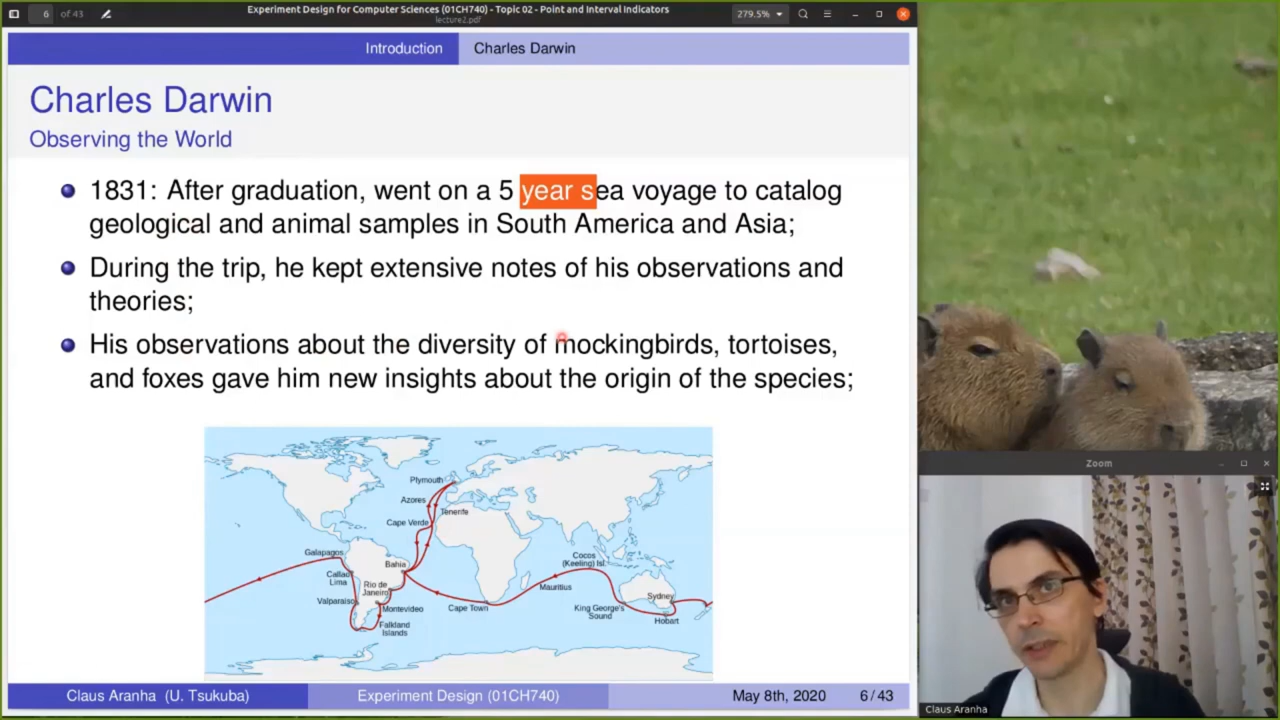 Experiment Design for Computer Sciences (01CH740) - Topic 02 - Point and Interval Indicators
lecture2.pdf
6 of 43
279.5%
Introduction
Charles Darwin
Charles Darwin
Observing the World
1831: After graduation, went on a 5 year sea voyage to catalog
geological and animal samples in South America and Asia;
During the trip, he kept extensive notes of his observations and
theories;
His observations about the diversity of mockingbirds, tortoises,
and foxes gave him new insights about the origin of the species;
Plymouth
Azores
Tenerife
Cape Verde
Galapagos
Bahia
Cocos
(Keeling) Isl.
Callao
Lima
Rio de
Janeiro
Mauritius
Sydney
Valparaiso
Montevideo
Cape Town
King George's
Sound
Hobart
Falkland
Islands
Claus Aranha (U. Tsukuba)
Experiment Design (01CH740)
May 8th, 2020
6 / 43
Zoom
Claus Aranha